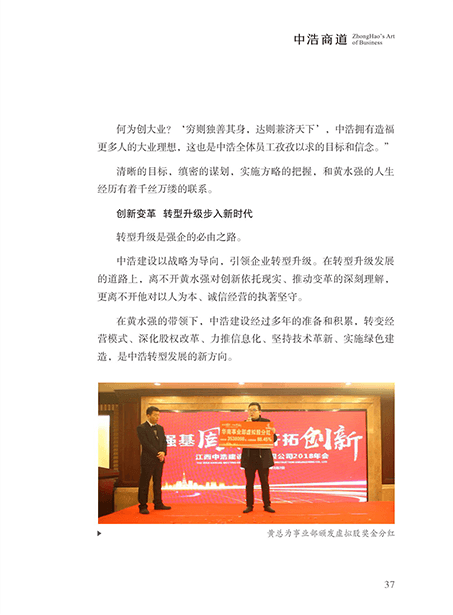 中浩商道 ZhongHao's Art
of Business
何为创大业？‘穷则独善其身，达则兼济天下’，中浩拥有造福
更多人的大业理想，这也是中浩全体员工孜孜以求的目标和信念。”
清晰的目标，缜密的谋划，实施方略的把握，和黄水强的人生
经历有着千丝万缕的联系。
创新变革 转型升级步入新时代
转型升级是强企的必由之路。
中浩建设以战略为导向，引领企业转型升级。在转型升级发展
的道路上，离不开黄水强对创新依托现实、推动变革的深刻理解，
更离不开他对以人为本、诚信经营的执著坚守。
在黄水强的带领下，中浩建设经过多年的准备和积累，转变经
营模式、深化股权改革、力推信息化、坚持技术革新、实施绿色建
造，是中浩转型发展的新方向。
强基 拓创新
华南事业部虚拟股分红
江西中浩建设 公司2018年会
黄总为事业部颁发虚拟股奖金分红
37